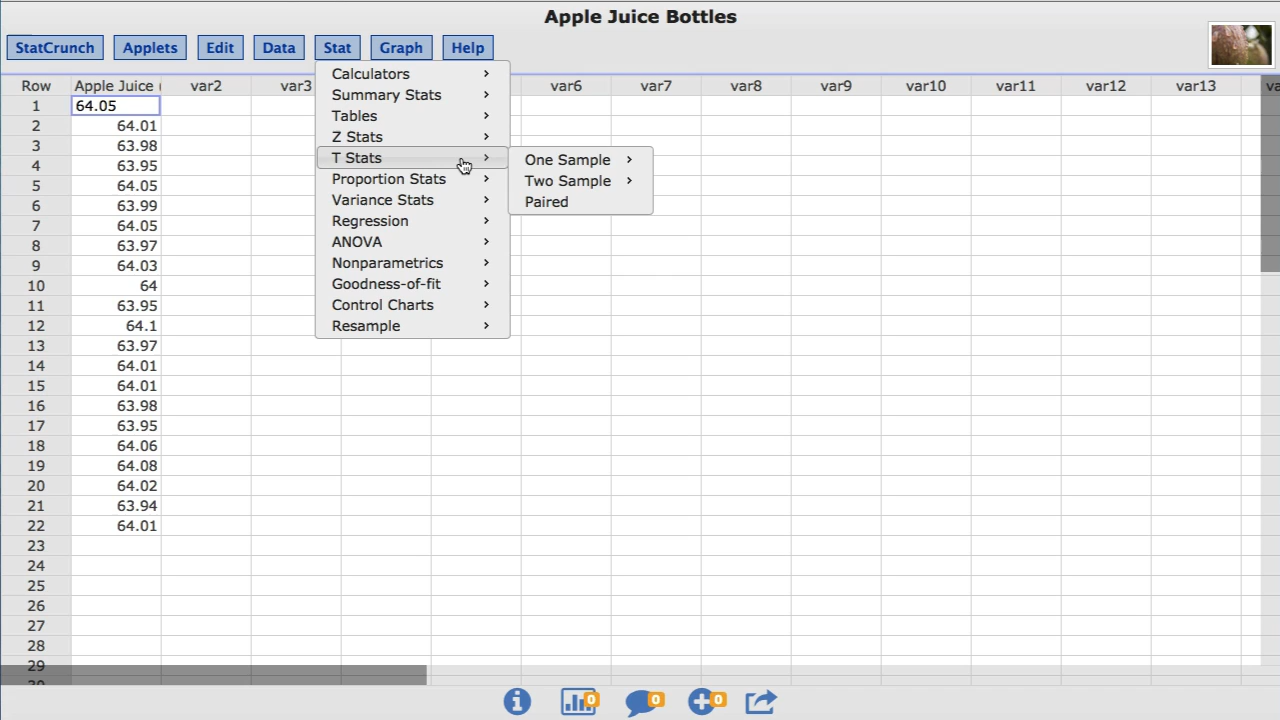 Apple Juice Bottles
StatCrunch Applets Edit Data Stat Graph Help
Row Apple Juice ( var2 var3 var6 var7 var8 var9 var10 var11 var12 var13
1 64.05
2 64.01
3 63.98
4 63.95
5 64.05
6 63.99
7 64.05
8 63.97
9 64.03
10 64
11 63.95
12 64.1
13 63.97
14 64.01
15 64.01
16 63.98
17 63.95
18 64.06
19 64.08
20 64.02
21 63.94
22 64.01
23
24
25
26
27
28
29
Calculators
Summary Stats
Tables
Z Stats
T Stats
Proportion Stats
Variance Stats
Regression
ANOVA
Nonparametrics
Goodness-of-fit
Control Charts
Resample
One Sample
Two Sample
Paired
0 0 0